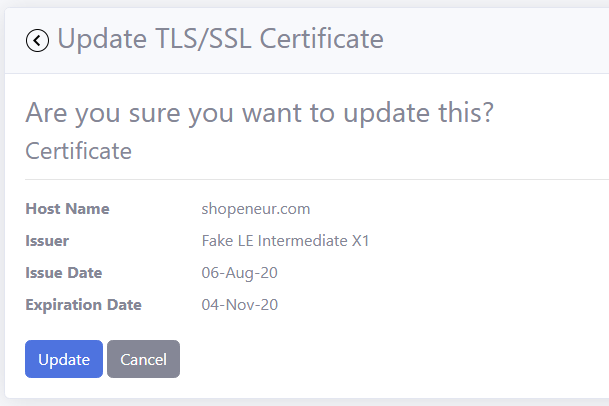 Update TLS/SSL Certificate
Are you sure you want to update this?
Certificate
Host Name shopeneur.com
Issuer Fake LE Intermediate X1
Issue Date 06-Aug-20
Expiration Date 04-Nov-20
Update Cancel